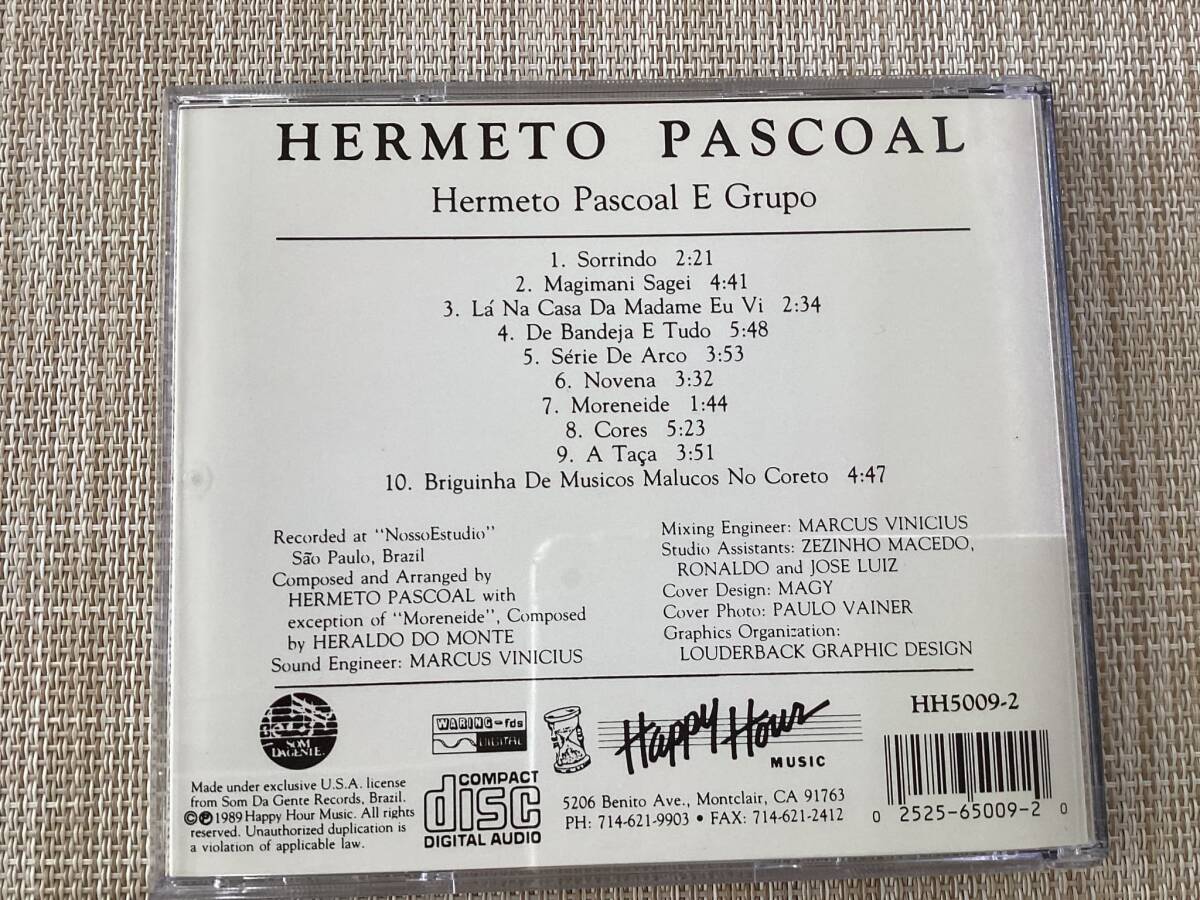 HERMETO PASCOAL
Hermeto Pascoal E Grupo
1. Sorrindo 2:21
2. Magimani Sagei 4:41
3. Lá Na Casa Da Madame Eu Vi 2:34
4. De Bandeja E Tudo 5:48
5. Série De Arco 3:53
6. Novena 3:32
7. Moreneide 1:44
8. Cores 5:23
9. A Taça 3:51
10. Briguinha De Musicos Malucos No Coreto 4:47
Recorded at "NossoEstudio"
São Paulo, Brazil
Composed and Arranged by
HERMETO PASCOAL with
exception of "Moreneide", Composed
by HERALDO DO MONTE
Sound Engineer: MARCUS VINICIUS
Mixing Engineer: MARCUS VINICIUS
Studio Assistants: ZEZINHO MACEDO,
RONALDO and JOSE LUIZ
Cover Design: MAGY
Cover Photo: PAULO VAINER
Graphics Organization:
LOUDERBACK GRAPHIC DESIGN
SOM
DAGENTE
WARING-fds
DIGITAL
Happy Hour
MUSIC
HH5009-2
Made under exclusive U.S.A. license
from Som Da Gente Records, Brazil.
©℗1989 Happy Hour Music. All rights
reserved. Unauthorized duplication is
a violation of applicable law.
COMPACT
disc
DIGITAL AUDIO
5206 Benito Ave., Montclair, CA 91763
PH: 714-621-9903 • FAX: 714-621-2412
0 2525-65009-2 0